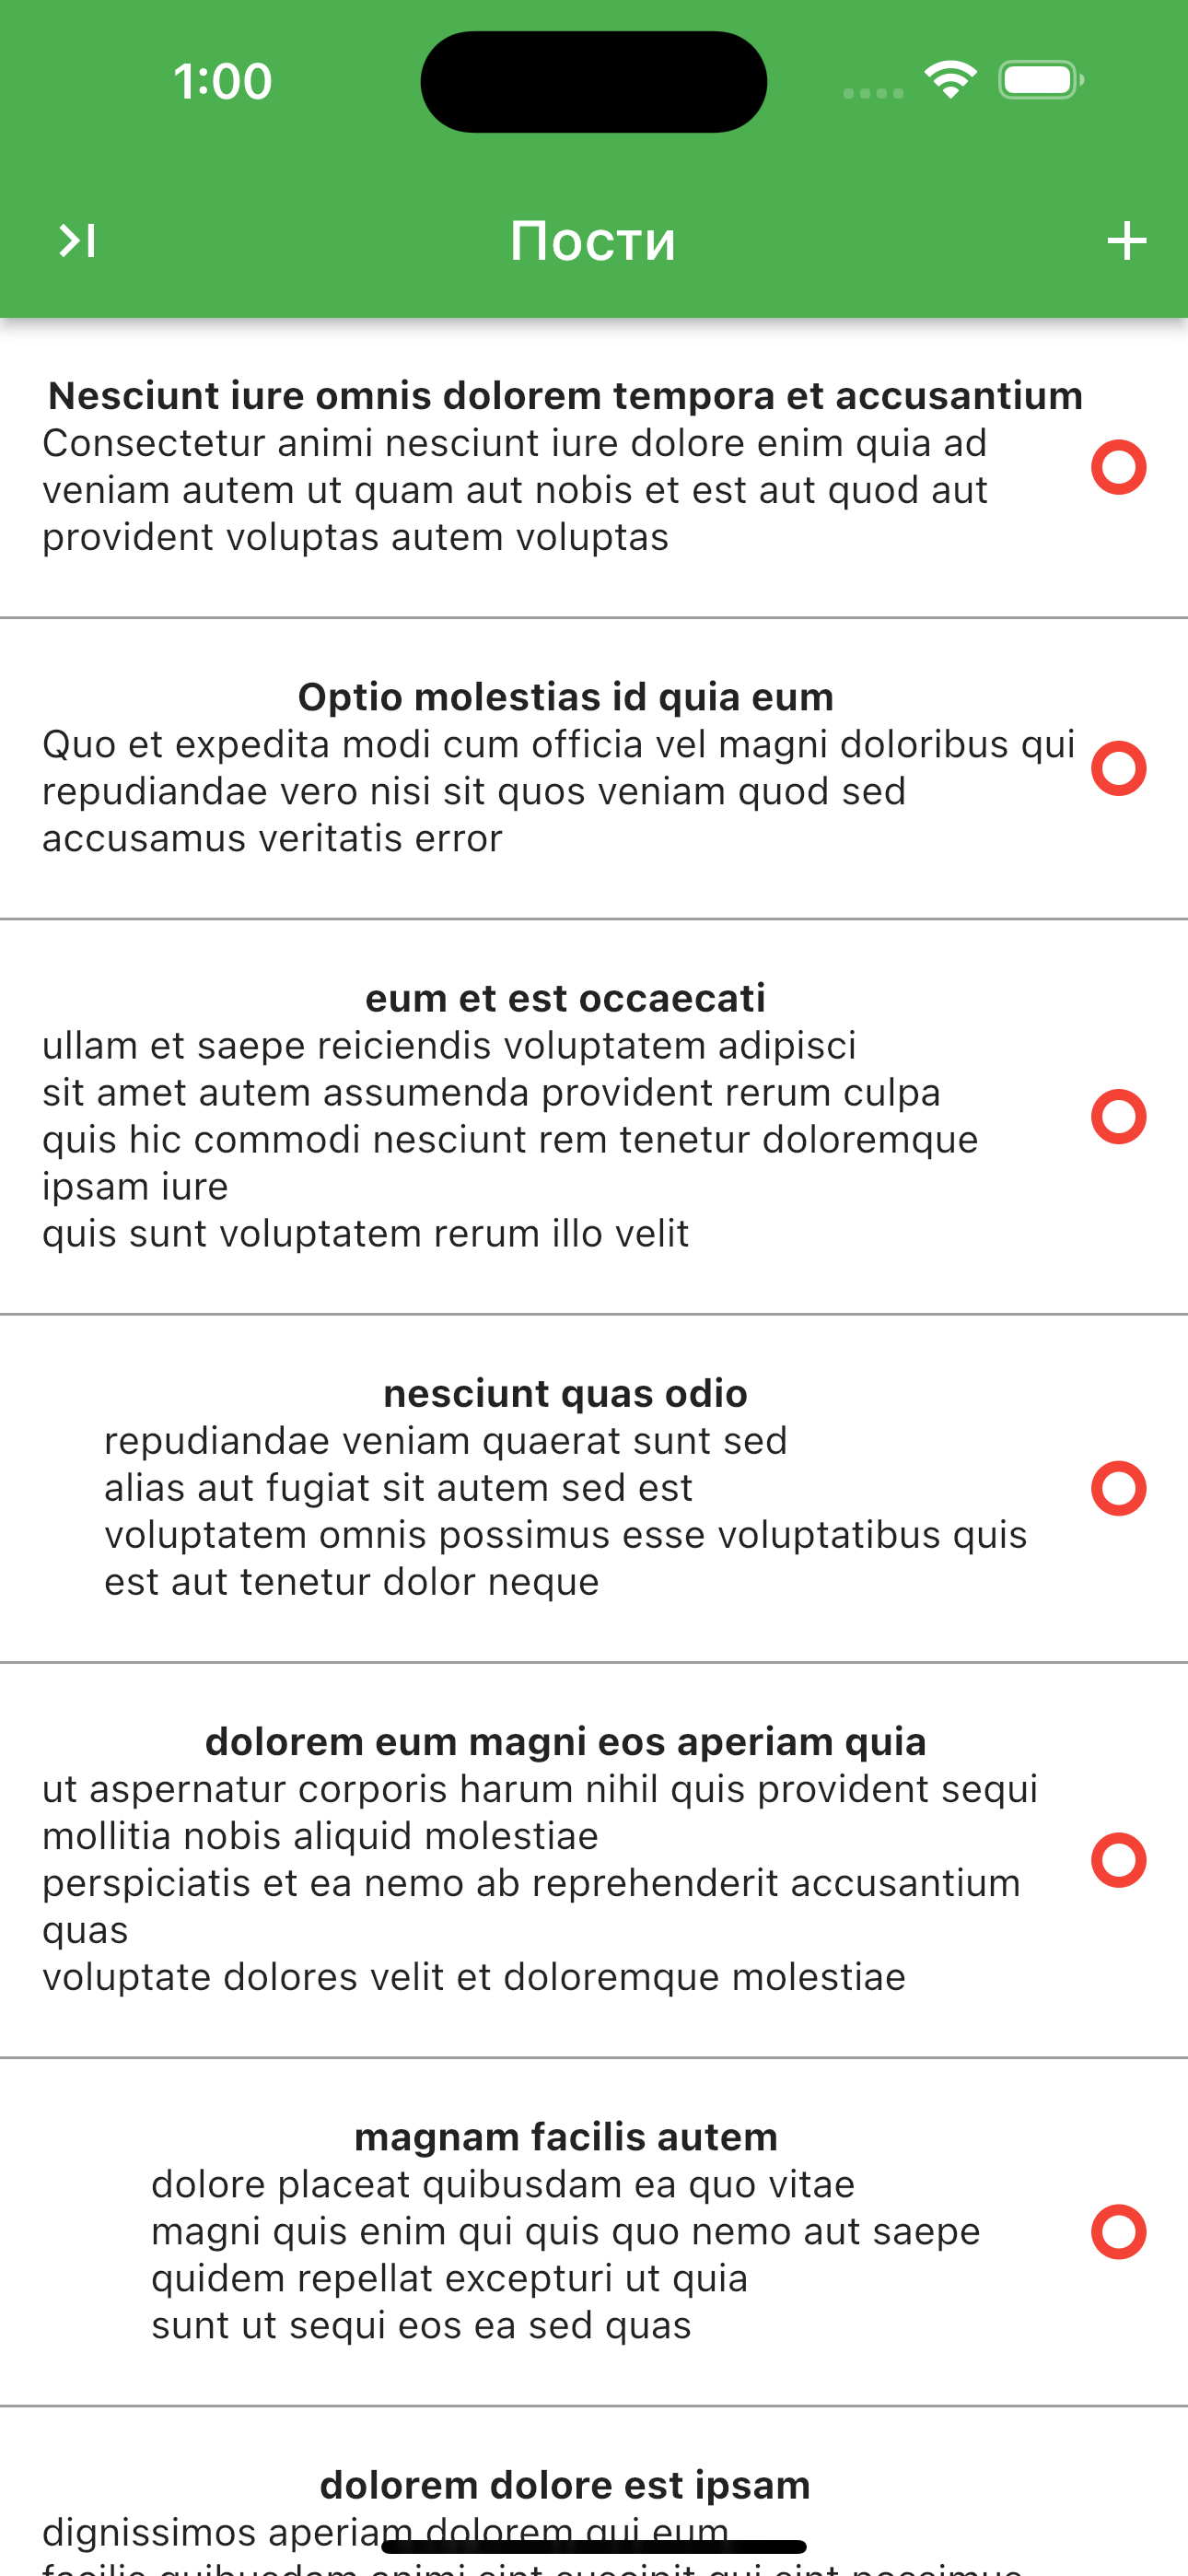 1:00
Пости
Nesciunt iure omnis dolorem tempora et accusantium
Consectetur animi nesciunt iure dolore enim quia ad
veniam autem ut quam aut nobis et est aut quod aut
provident voluptas autem voluptas
Optio molestias id quia eum
Quo et expedita modi cum officia vel magni doloribus qui
repudiandae vero nisi sit quos veniam quod sed
accusamus veritatis error
eum et est occaecati
ullam et saepe reiciendis voluptatem adipisci
sit amet autem assumenda provident rerum culpa
quis hic commodi nesciunt rem tenetur doloremque
ipsam iure
quis sunt voluptatem rerum illo velit
nesciunt quas odio
repudiandae veniam quaerat sunt sed
alias aut fugiat sit autem sed est
voluptatem omnis possimus esse voluptatibus quis
est aut tenetur dolor neque
dolorem eum magni eos aperiam quia
ut aspernatur corporis harum nihil quis provident sequi
mollitia nobis aliquid molestiae
perspiciatis et ea nemo ab reprehenderit accusantium
quas
voluptate dolores velit et doloremque molestiae
magnam facilis autem
dolore placeat quibusdam ea quo vitae
magni quis enim qui quis quo nemo aut saepe
quidem repellat excepturi ut quia
sunt ut sequi eos ea sed quas
dolorem dolore est ipsam
dignissimos aperiam dolorem qui eum